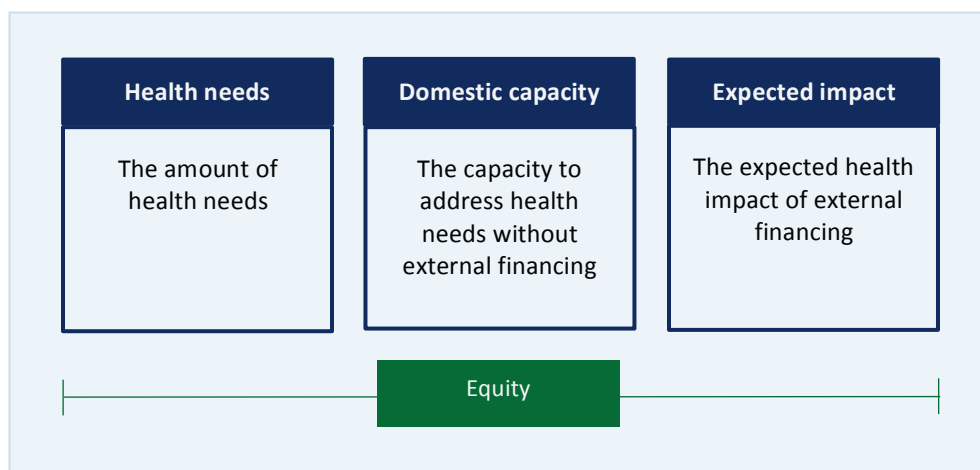 Health needs
The amount of
health needs
Domestic capacity
The capacity to
address health
needs without
external financing
Expected impact
The expected health
impact of external
financing
Equity